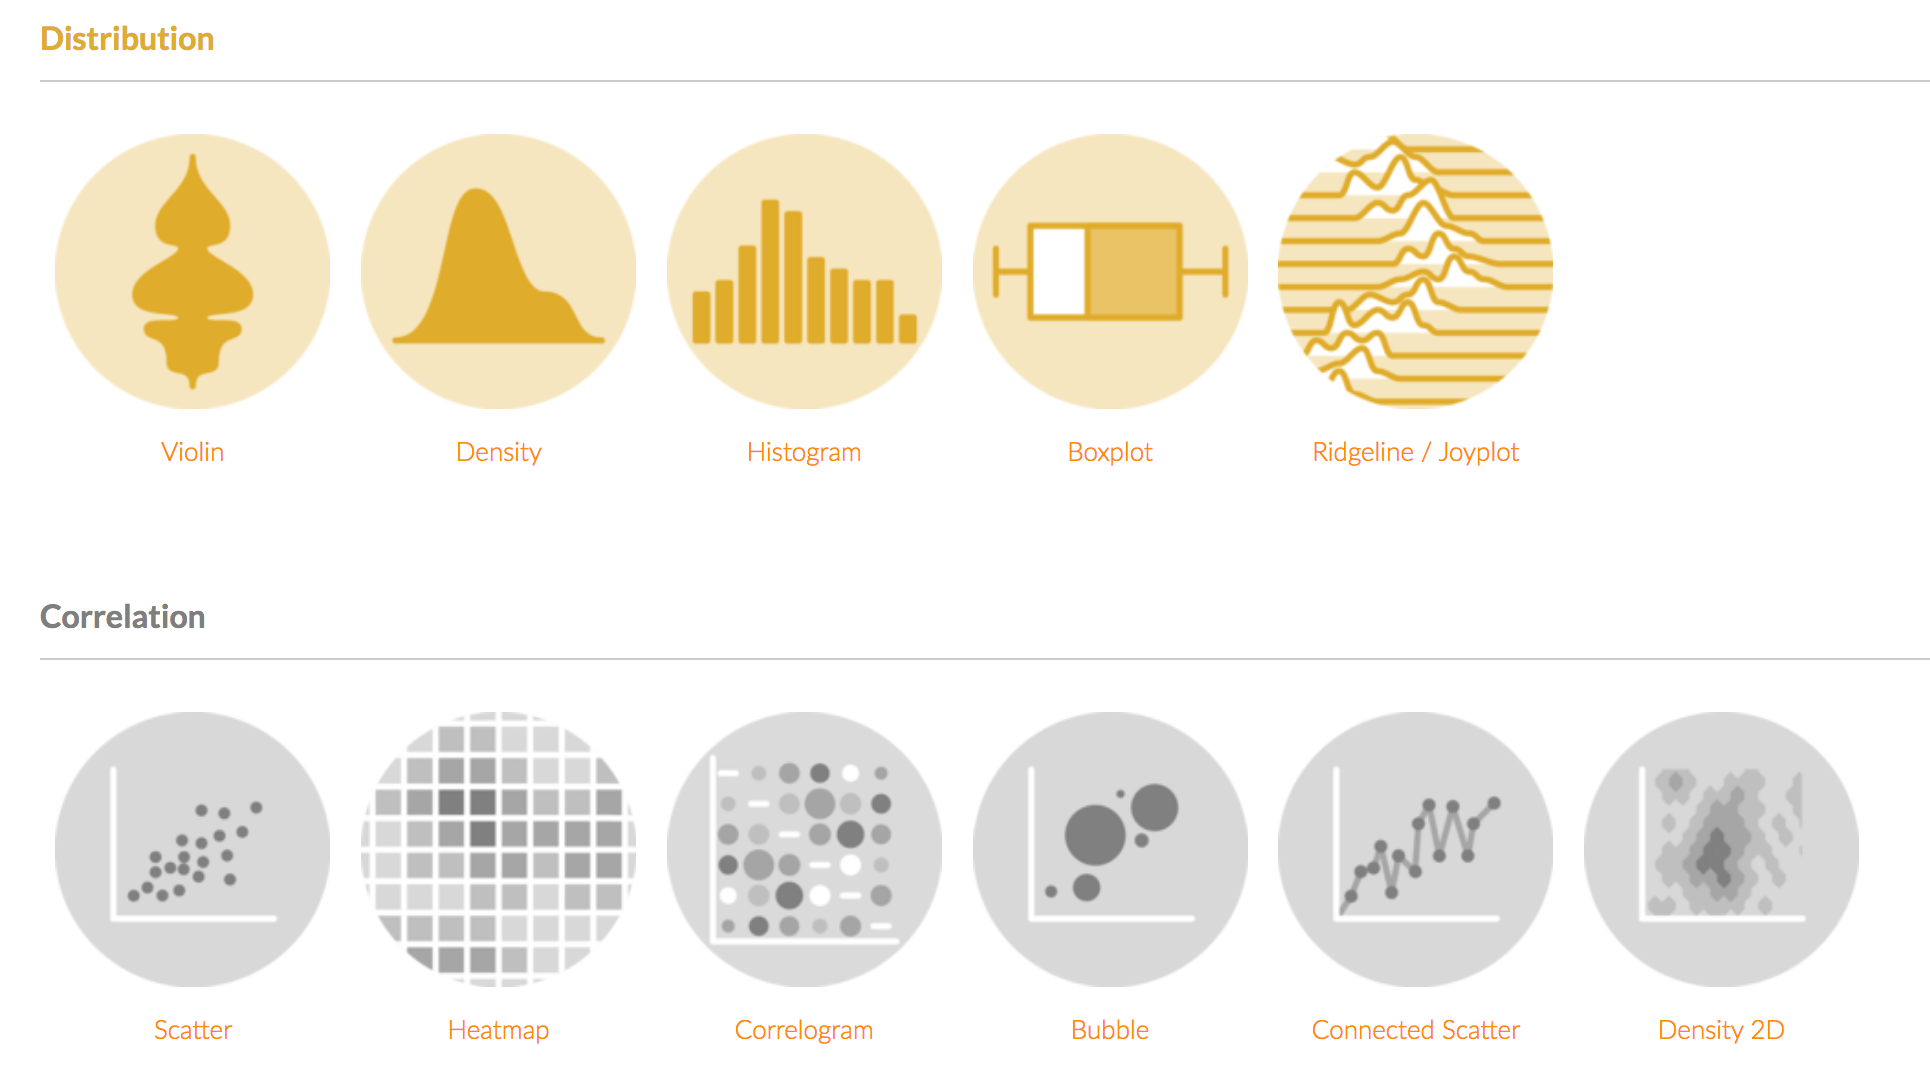 Distribution
Violin
Density
Histogram
Boxplot
Ridgeline / Joyplot
Correlation
Scatter
Heatmap
Correlogram
Bubble
Connected Scatter
Density 2D